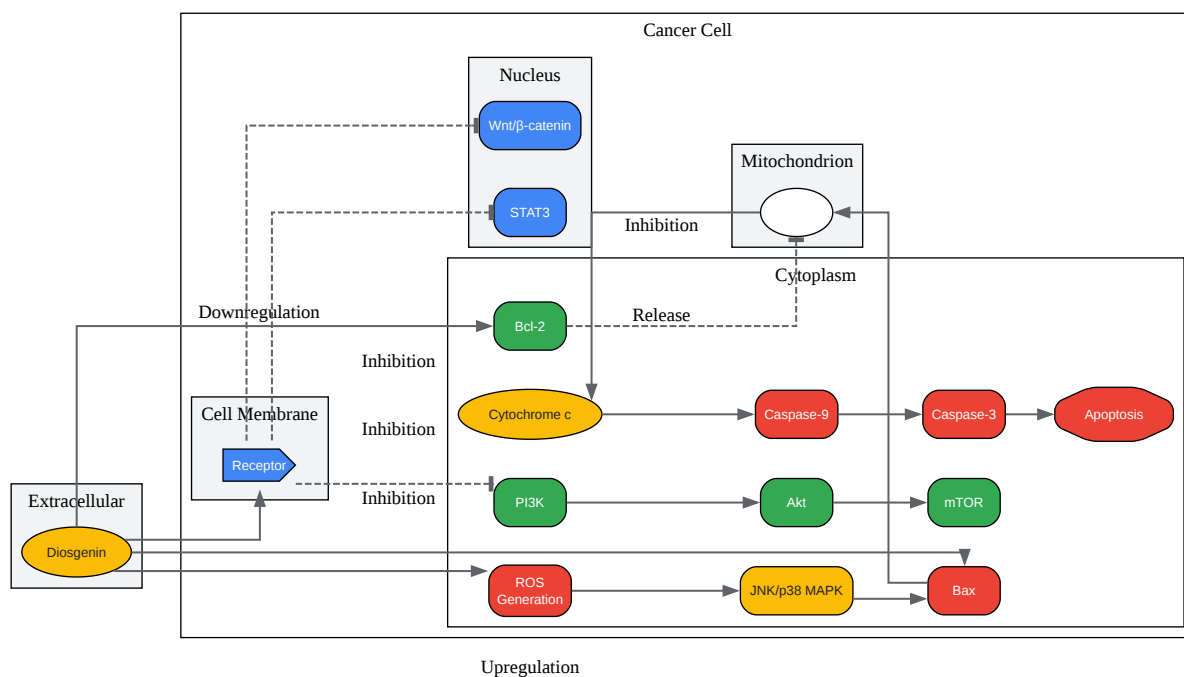 Cancer Cell
Nucleus
Wnt/β-catenin
Mitochondrion
STAT3
Inhibition
Cytoplasm
Downregulation
Bcl-2
Release
Inhibition
Cell Membrane
Cytochrome c
Caspase-9
Caspase-3
Apoptosis
Inhibition
Receptor
Extracellular
Inhibition
PI3K
Akt
mTOR
Diosgenin
ROS
Generation
JNK/p38 MAPK
Bax
Upregulation